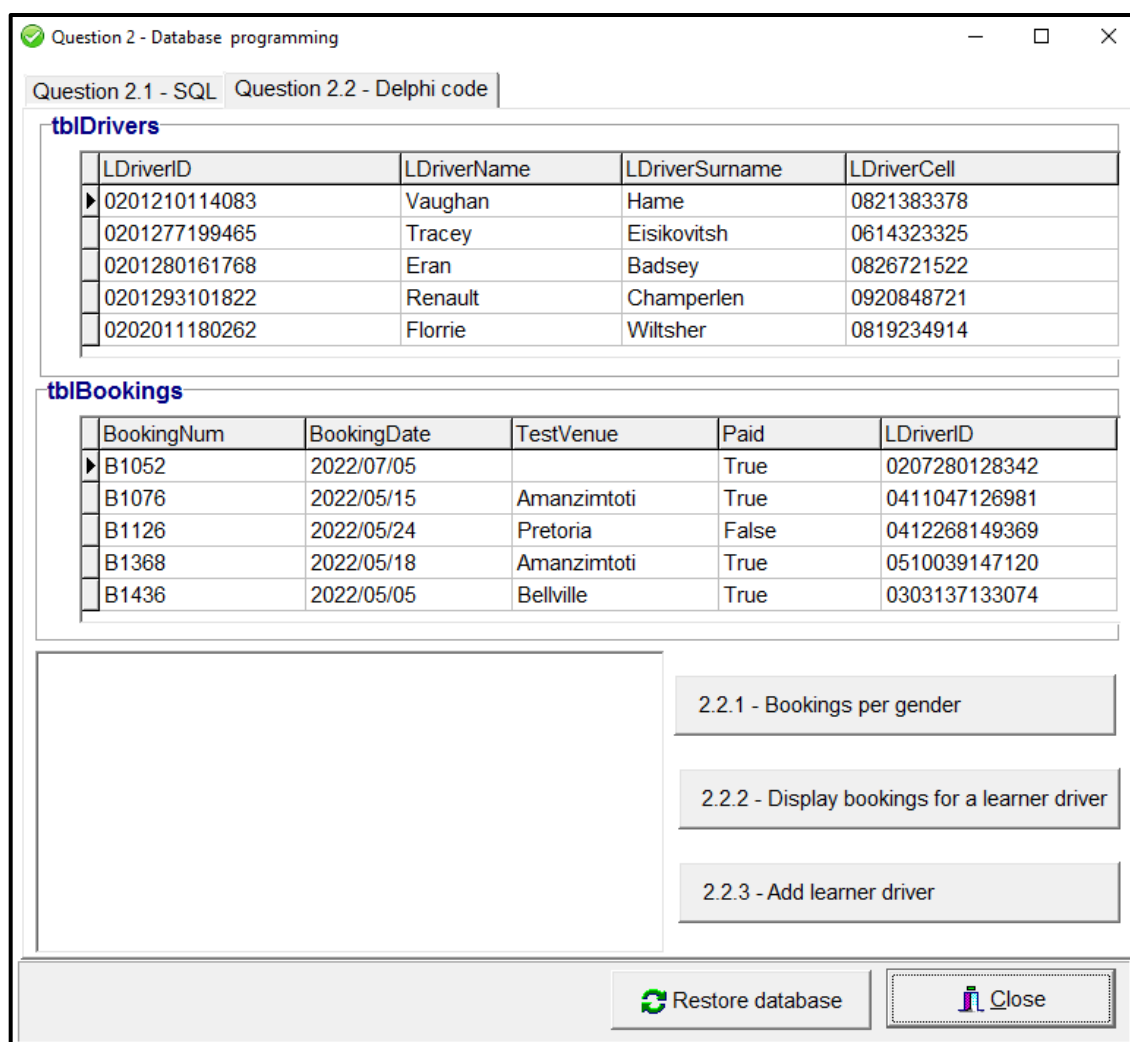 Question 2 - Database programming
Question 2.1 - SQL Question 2.2 - Delphi code
tblDrivers
LDriverID LDriverName LDriverSurname LDriverCell
0201210114083 Vaughan Hame 0821383378
0201277199465 Tracey Eisikovitsh 0614323325
0201280161768 Eran Badsey 0826721522
0201293101822 Renault Champerlen 0920848721
0202011180262 Florrie Wiltsher 0819234914
tblBookings
BookingNum BookingDate TestVenue Paid LDriverID
B1052 2022/07/05 True 0207280128342
B1076 2022/05/15 Amanzimtoti True 0411047126981
B1126 2022/05/24 Pretoria False 0412268149369
B1368 2022/05/18 Amanzimtoti True 0510039147120
B1436 2022/05/05 Bellville True 0303137133074
2.2.1 - Bookings per gender
2.2.2 - Display bookings for a learner driver
2.2.3 - Add learner driver
Restore database Close